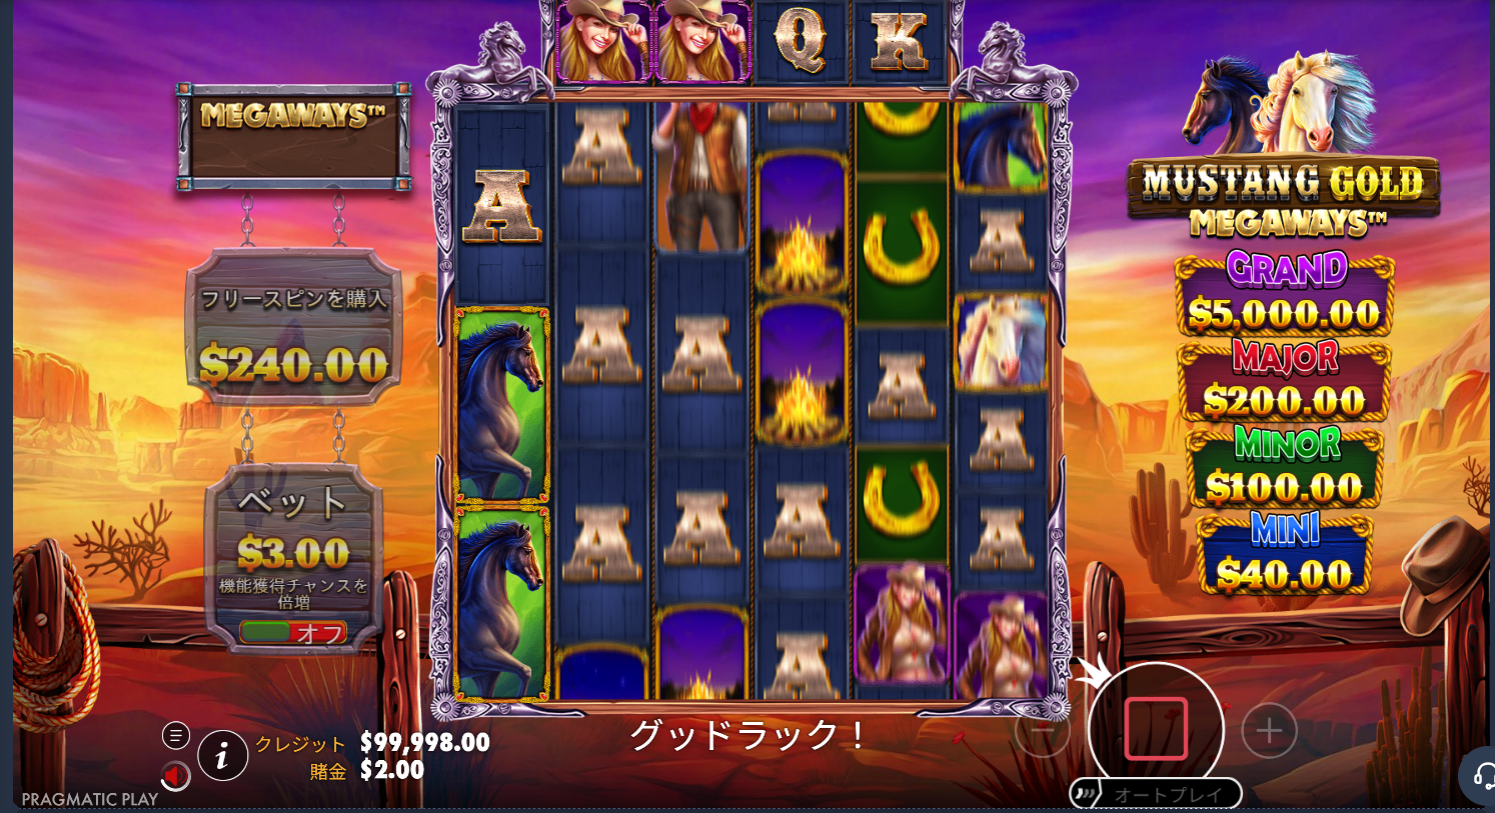 Q K
MEGAWAYS™
フリースピンを購入
$240.00
ベット
$3.00
機能獲得チャンスを
倍増
オフ
A A
A A A A
A A A A A
A
MUSTANG GOLD
MEGAWAYS™
GRAND
$5,000.00
MAJOR
$200.00
MINOR
$100.00
MINI
$40.00
グッドラック！
クレジット $99,998.00
賭金 $2.00
オートプレイ
PRAGMATIC PLAY